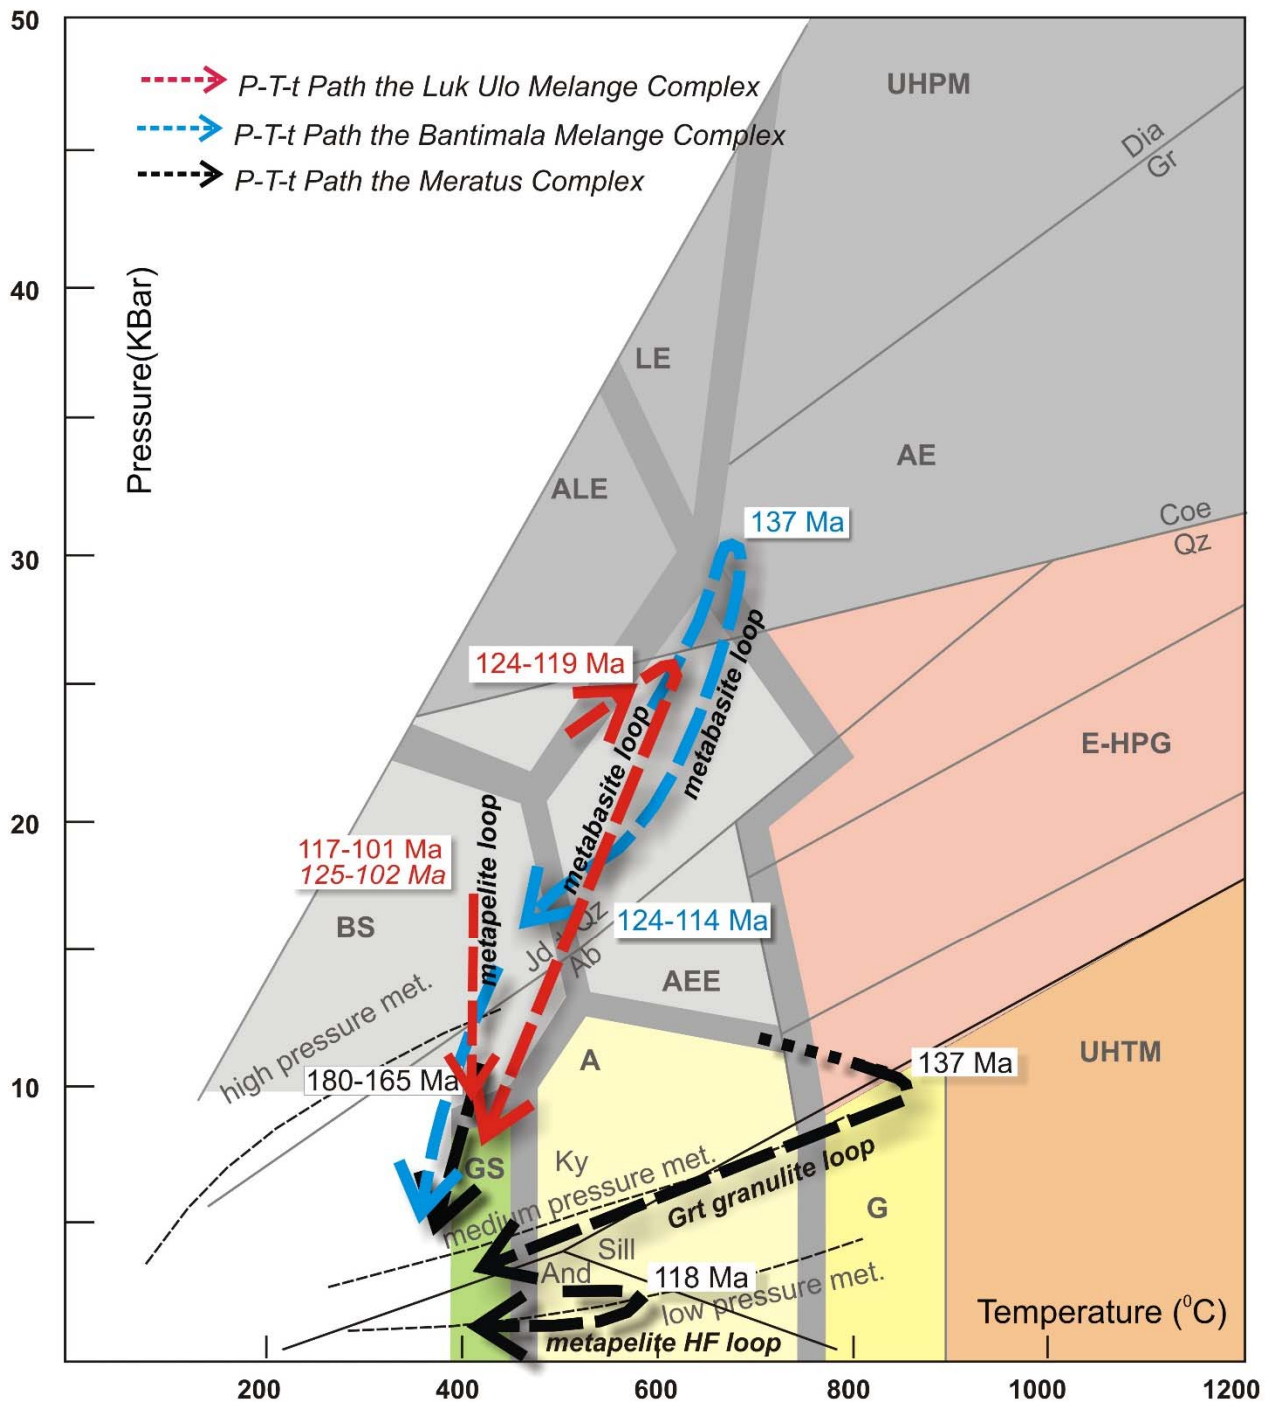 50
P-T-t Path the Luk Ulo Melange Complex
P-T-t Path the Bantimala Melange Complex
P-T-t Path the Meratus Complex
UHPM
Dia
Gr
Pressure(KBar)
40
LE
ALE
AE
Coe
Qz
137 Ma
30
124-119 Ma
metabasite loop
metabasite loop
E-HPG
20
metapelite loop
117-101 Ma
125-102 Ma
BS
124-114 Ma
Jd + Qz
Ab
AEE
high pressure met.
UHTM
137 Ma
A
10
180-165 Ma
Ky
GS
medium pressure met.
Grt granulite loop
G
Sill
And
118 Ma
low pressure met.
Temperature (⁰C)
metapelite HF loop
200
400
600
800
1000
1200